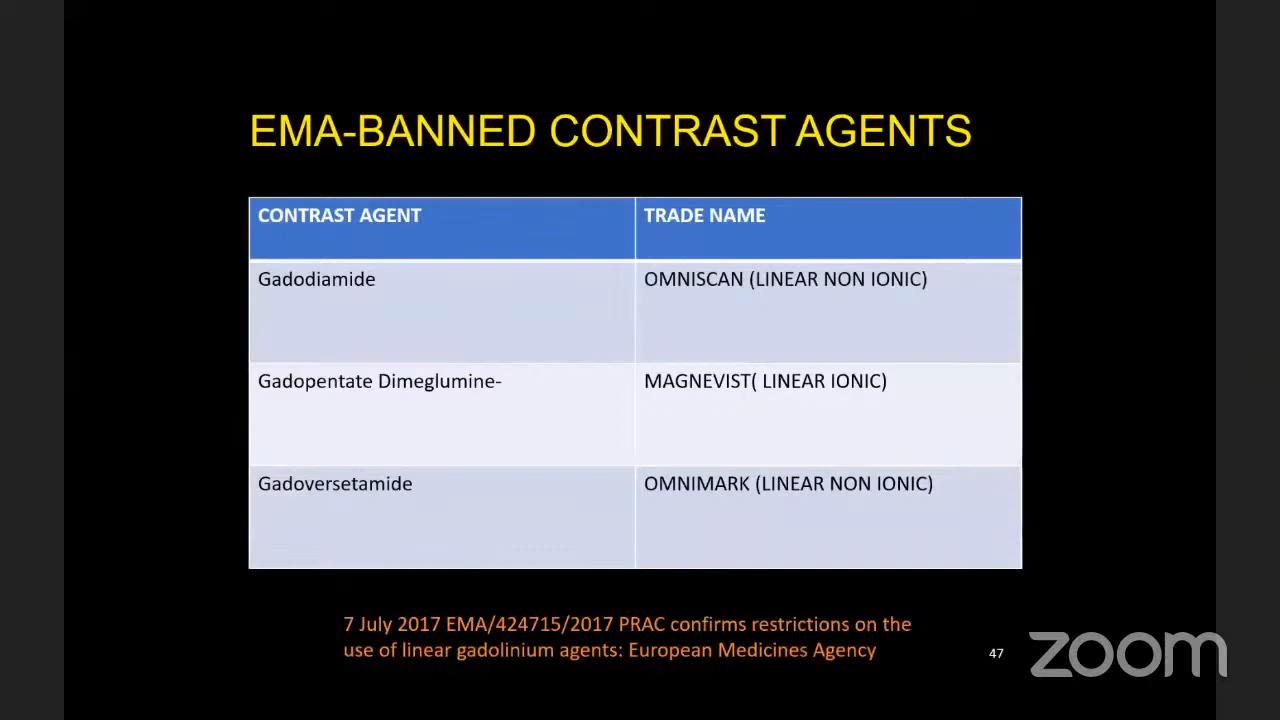 EMA-BANNED CONTRAST AGENTS
CONTRAST AGENT TRADE NAME
Gadodiamide OMNISCAN (LINEAR NON IONIC)
Gadopentate Dimeglumine- MAGNEVIST( LINEAR IONIC)
Gadoversetamide OMNIMARK (LINEAR NON IONIC)
7 July 2017 EMA/424715/2017 PRAC confirms restrictions on the
use of linear gadolinium agents: European Medicines Agency
47
zoom